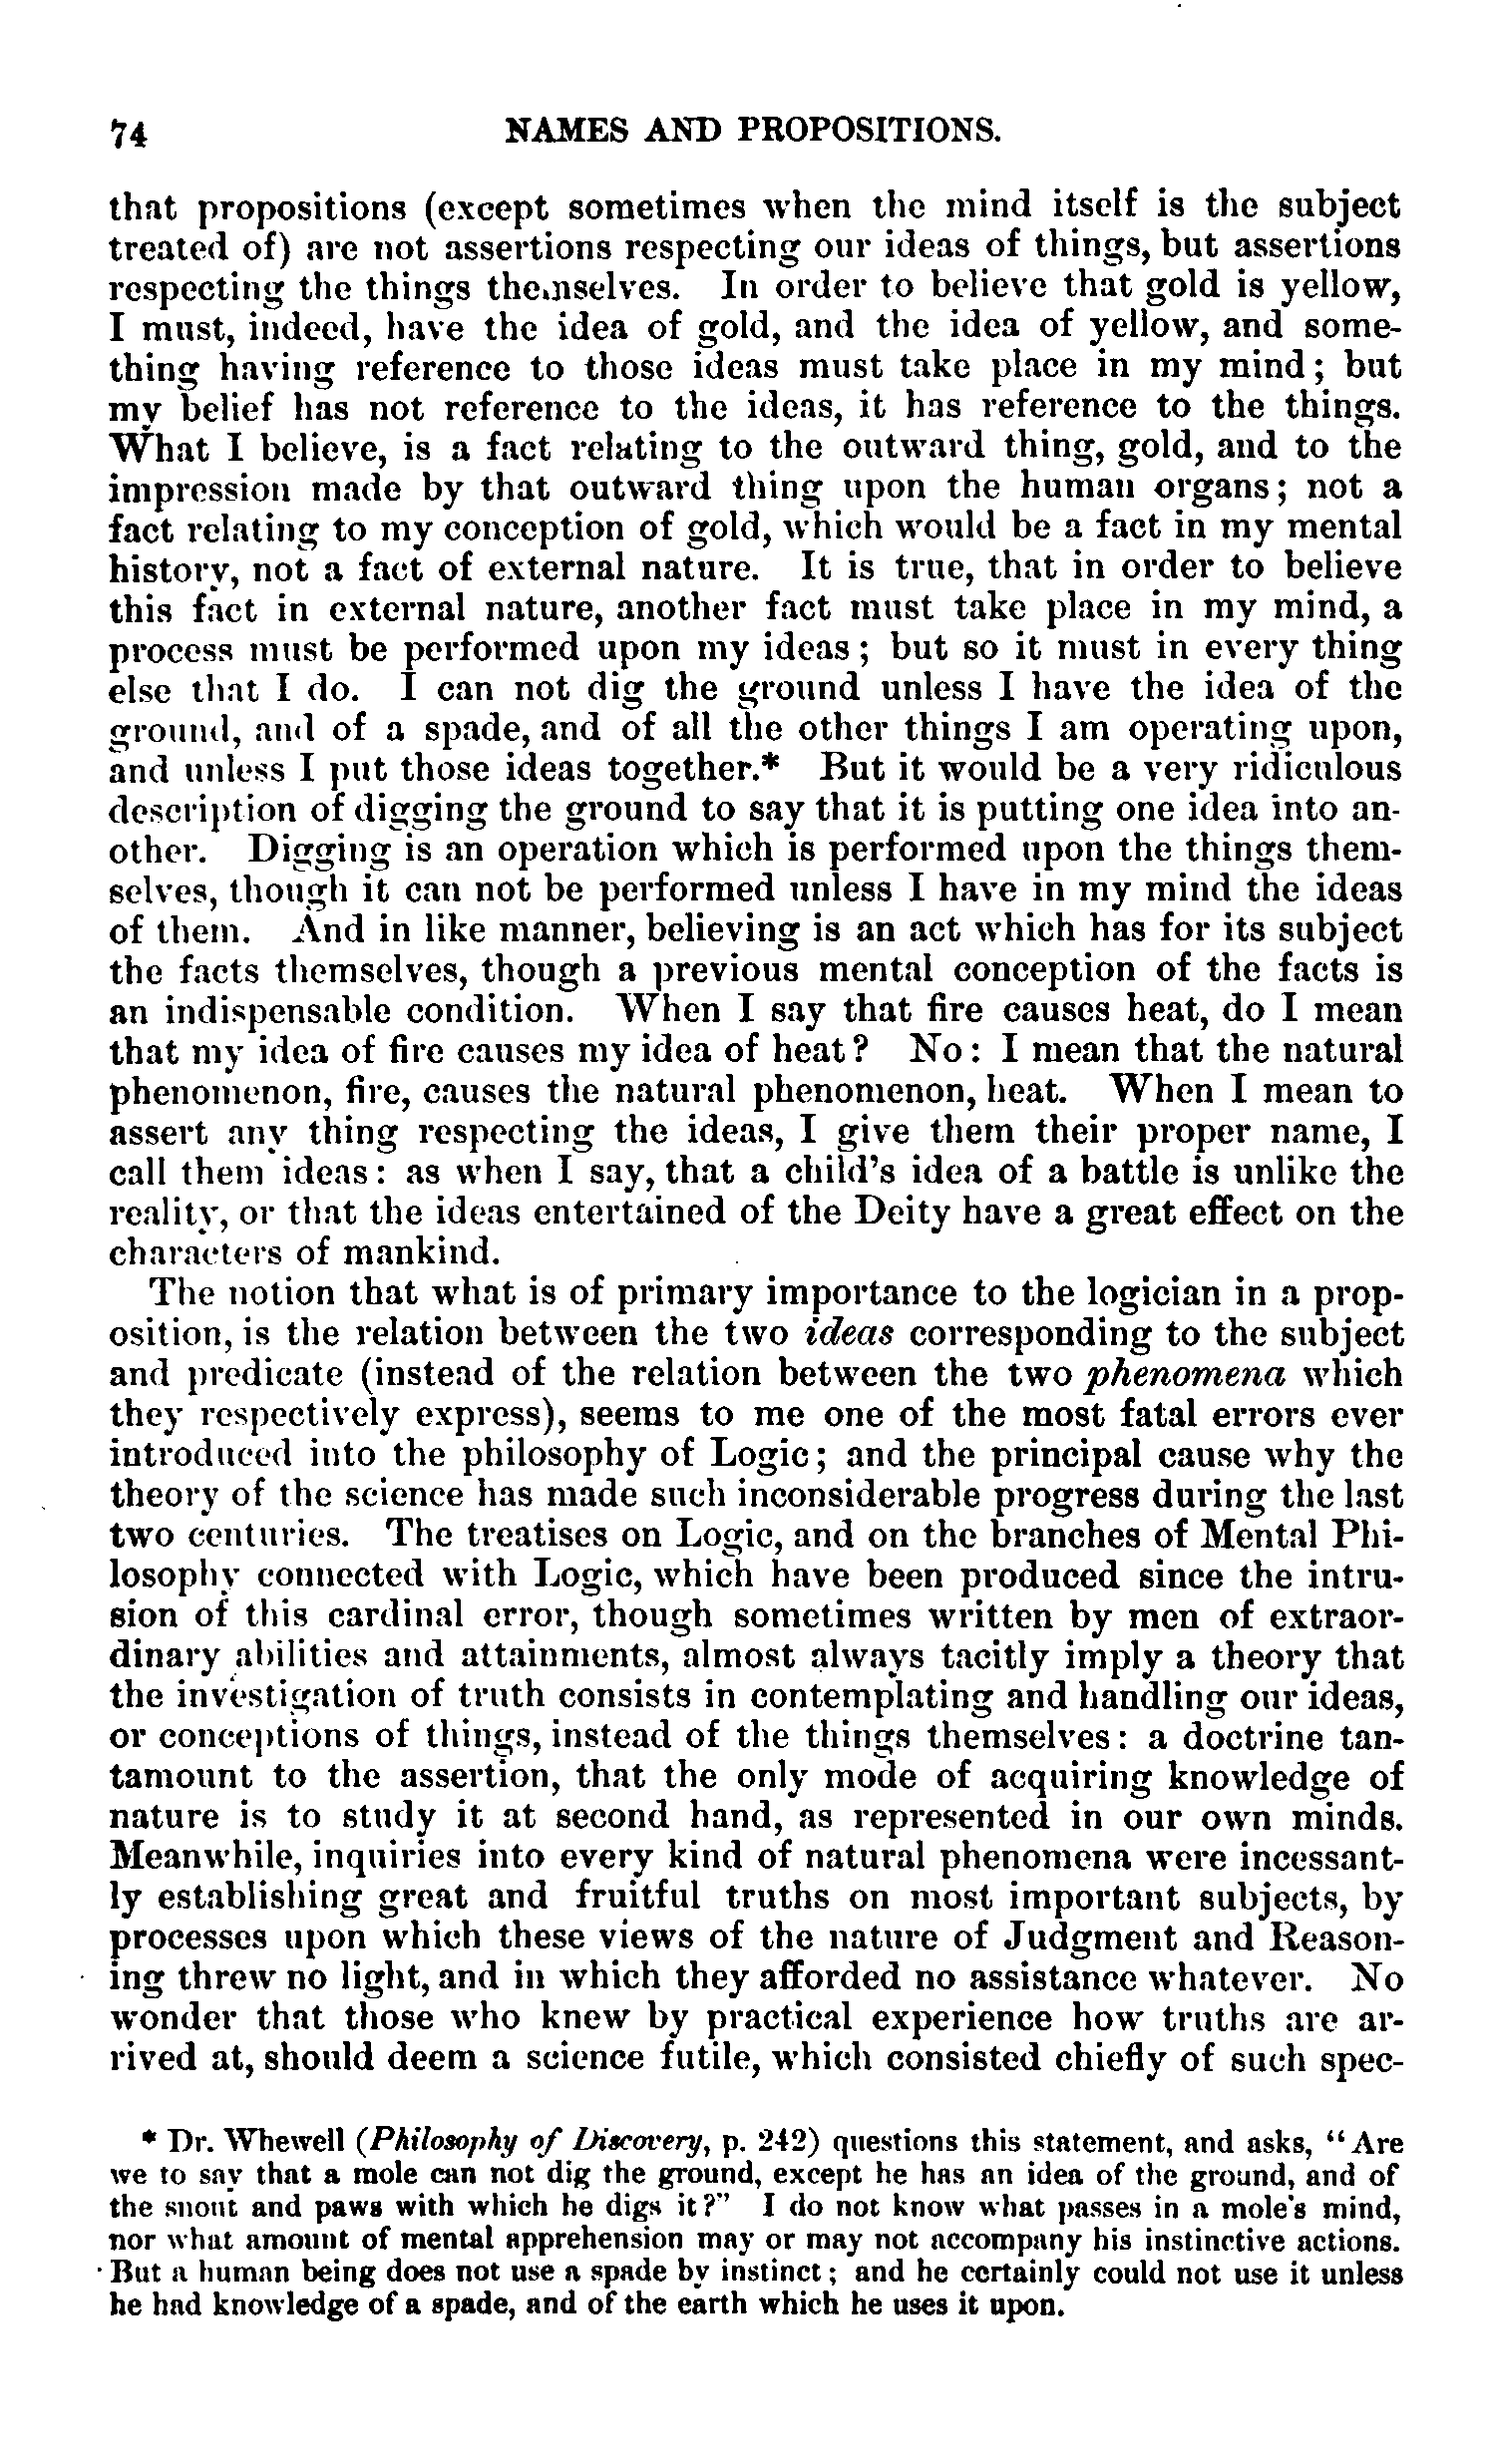 74 NAMES AND PROPOSITIONS.
that propositions (except sometimes when the mind itself is the subject
treated of) are not assertions respecting our ideas of things, but assertions
respecting the things themselves. In order to believe that gold is yellow,
I must, indeed, have the idea of gold, and the idea of yellow, and some-
thing having reference to those ideas must take place in my mind; but
my belief has not reference to the ideas, it has reference to the things.
What I believe, is a fact relating to the outward thing, gold, and to the
impression made by that outward thing upon the human organs; not a
fact relating to my conception of gold, which would be a fact in my mental
history, not a fact of external nature. It is true, that in order to believe
this fact in external nature, another fact must take place in my mind, a
process must be performed upon my ideas; but so it must in every thing
else that I do. I can not dig the ground unless I have the idea of the
ground, and of a spade, and of all the other things I am operating upon,
and unless I put those ideas together.* But it would be a very ridiculous
description of digging the ground to say that it is putting one idea into an-
other. Digging is an operation which is performed upon the things them-
selves, though it can not be performed unless I have in my mind the ideas
of them. And in like manner, believing is an act which has for its subject
the facts themselves, though a previous mental conception of the facts is
an indispensable condition. When I say that fire causes heat, do I mean
that my idea of fire causes my idea of heat? No: I mean that the natural
phenomenon, fire, causes the natural phenomenon, heat. When I mean to
assert any thing respecting the ideas, I give them their proper name, I
call them ideas: as when I say, that a child's idea of a battle is unlike the
reality, or that the ideas entertained of the Deity have a great effect on the
characters of mankind.
The notion that what is of primary importance to the logician in a prop-
osition, is the relation between the two ideas corresponding to the subject
and predicate (instead of the relation between the two phenomena which
they respectively express), seems to me one of the most fatal errors ever
introduced into the philosophy of Logic; and the principal cause why the
theory of the science has made such inconsiderable progress during the last
two centuries. The treatises on Logic, and on the branches of Mental Phi-
losophy connected with Logic, which have been produced since the intru-
sion of this cardinal error, though sometimes written by men of extraor-
dinary abilities and attainments, almost always tacitly imply a theory that
the investigation of truth consists in contemplating and handling our ideas,
or conceptions of things, instead of the things themselves: a doctrine tan-
tamount to the assertion, that the only mode of acquiring knowledge of
nature is to study it at second hand, as represented in our own minds.
Meanwhile, inquiries into every kind of natural phenomena were incessant-
ly establishing great and fruitful truths on most important subjects, by
processes upon which these views of the nature of Judgment and Reason-
ing threw no light, and in which they afforded no assistance whatever. No
wonder that those who knew by practical experience how truths are ar-
rived at, should deem a science futile, which consisted chiefly of such spec-
* Dr. Whewell (Philosophy of Discovery, p. 242) questions this statement, and asks, "Are
we to say that a mole can not dig the ground, except he has an idea of the ground, and of
the snout and paws with which he digs it?" I do not know what passes in a mole's mind,
nor what amount of mental apprehension may or may not accompany his instinctive actions.
But a human being does not use a spade by instinct; and he certainly could not use it unless
he had knowledge of a spade, and of the earth which he uses it upon.